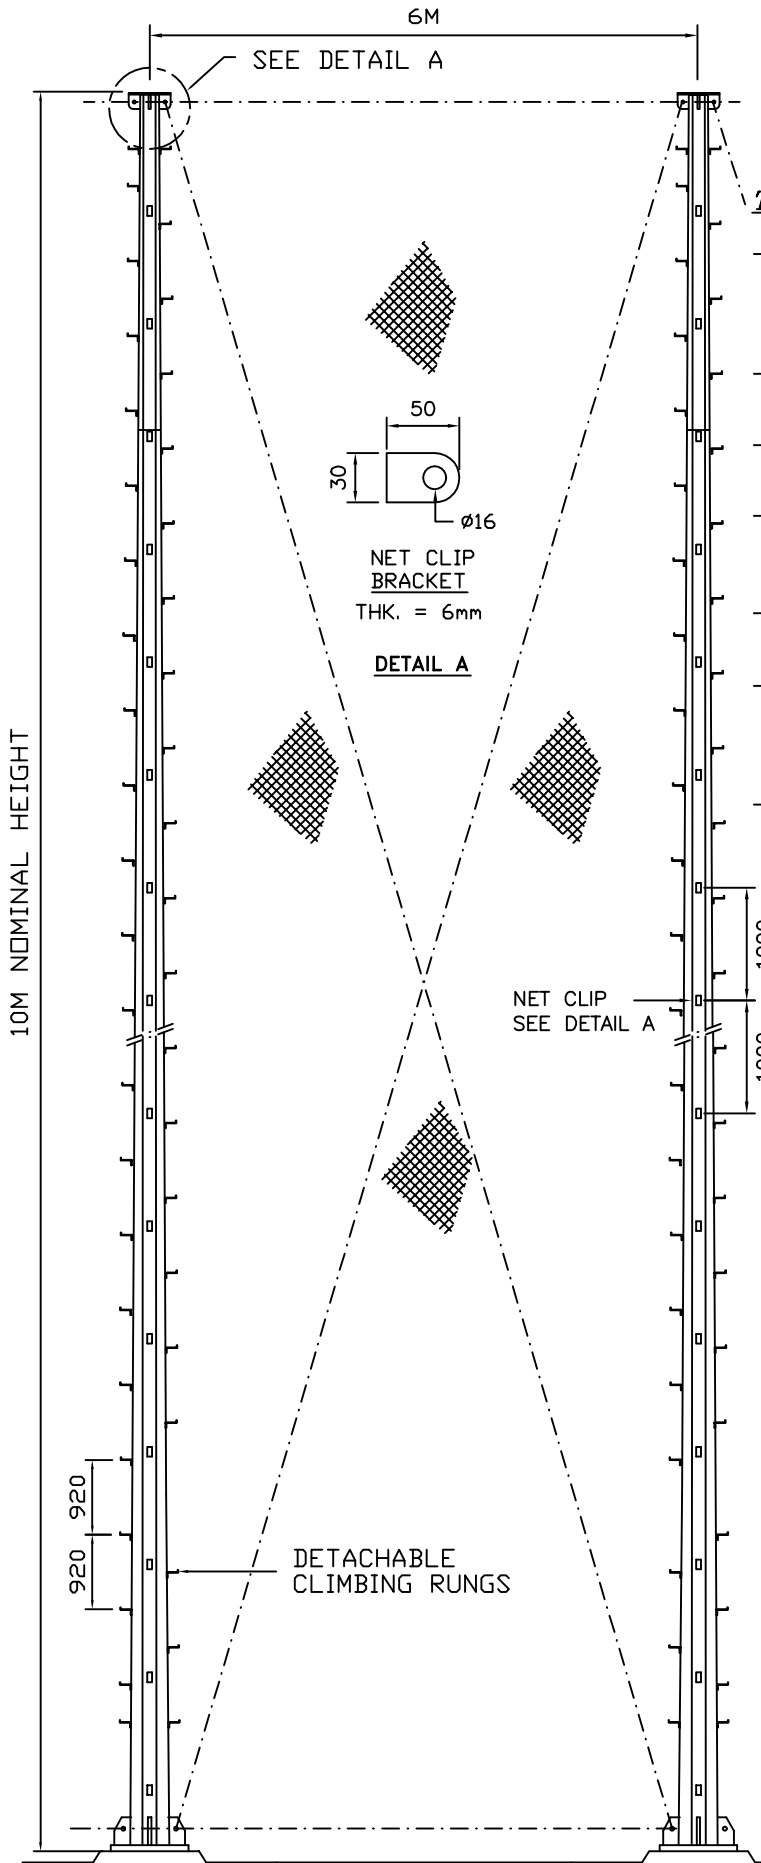 6M
SEE DETAIL A
50
30
ø16
NET CLIP
BRACKET
THK. = 6mm
DETAIL A
10M NOMINAL HEIGHT
NET CLIP
SEE DETAIL A
920
920
DETACHABLE
CLIMBING RUNGS